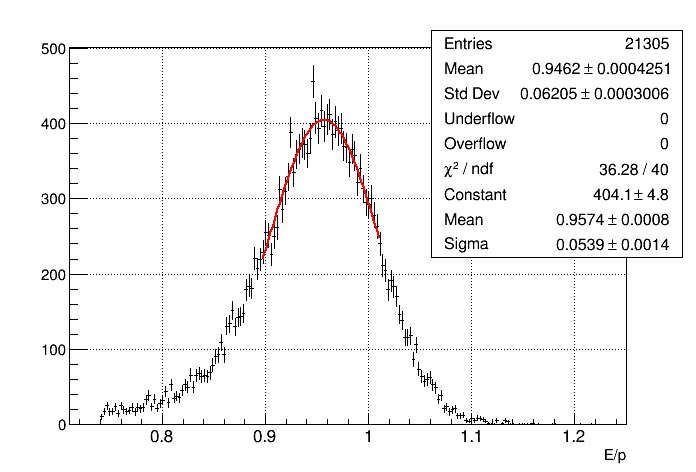 Entries 21305
Mean 0.9462 ± 0.0004251
Std Dev 0.06205 ± 0.0003006
Underflow 0
Overflow 0
χ² / ndf 36.28 / 40
Constant 404.1 ± 4.8
Mean 0.9574 ± 0.0008
Sigma 0.0539 ± 0.0014
500
400
300
200
100
0
0.8 0.9 1 1.1 1.2
E/p